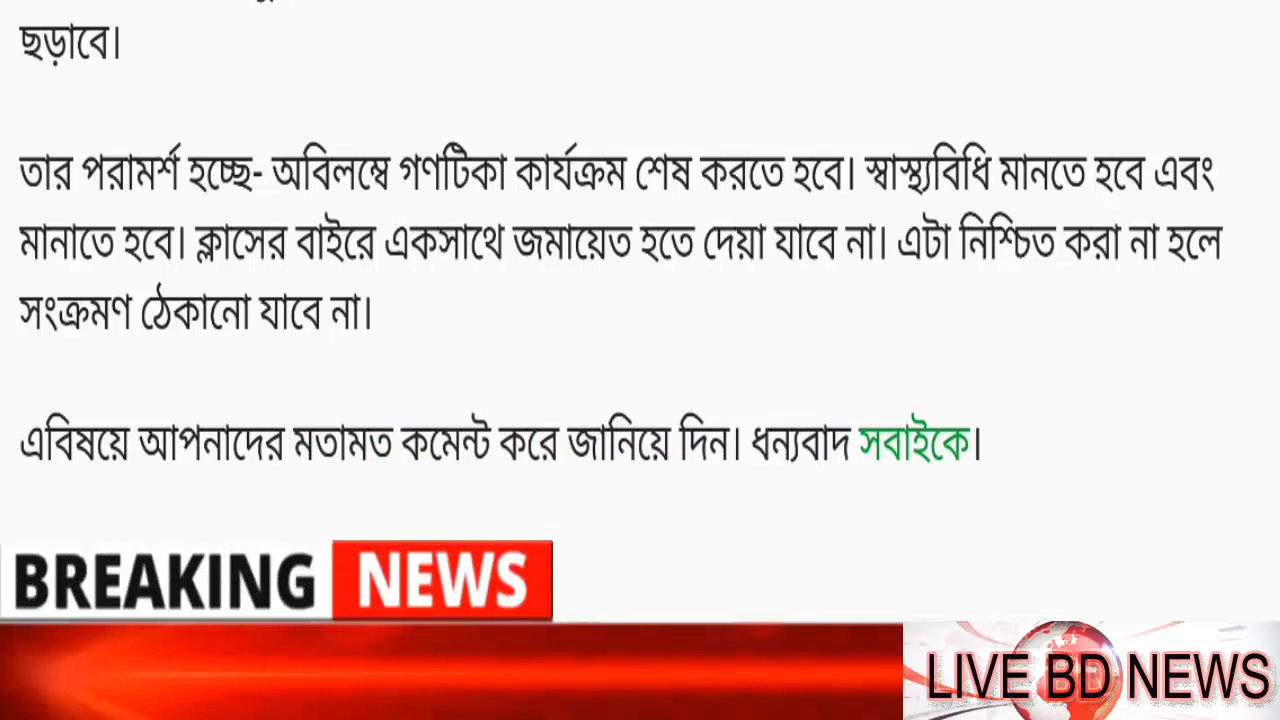 ছড়াবে।
তার পরামর্শ হচ্ছে- অবিলম্বে গণটিকা কার্যক্রম শেষ করতে হবে। স্বাস্থ্যবিধি মানতে হবে এবং
মানাতে হবে। ক্লাসের বাইরে একসাথে জমায়েত হতে দেয়া যাবে না। এটা নিশ্চিত করা না হলে
সংক্রমণ ঠেকানো যাবে না।
এবিষয়ে আপনাদের মতামত কমেন্ট করে জানিয়ে দিন। ধন্যবাদ সবাইকে।
BREAKING NEWS
LIVE BD NEWS